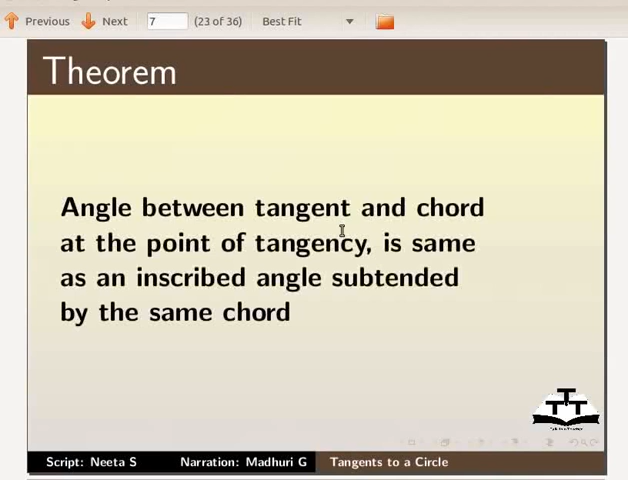 Previous Next 7 (23 of 36) Best Fit
Theorem
Angle between tangent and chord
at the point of tangency, is same
as an inscribed angle subtended
by the same chord
Script: Neeta S Narration: Madhuri G Tangents to a Circle